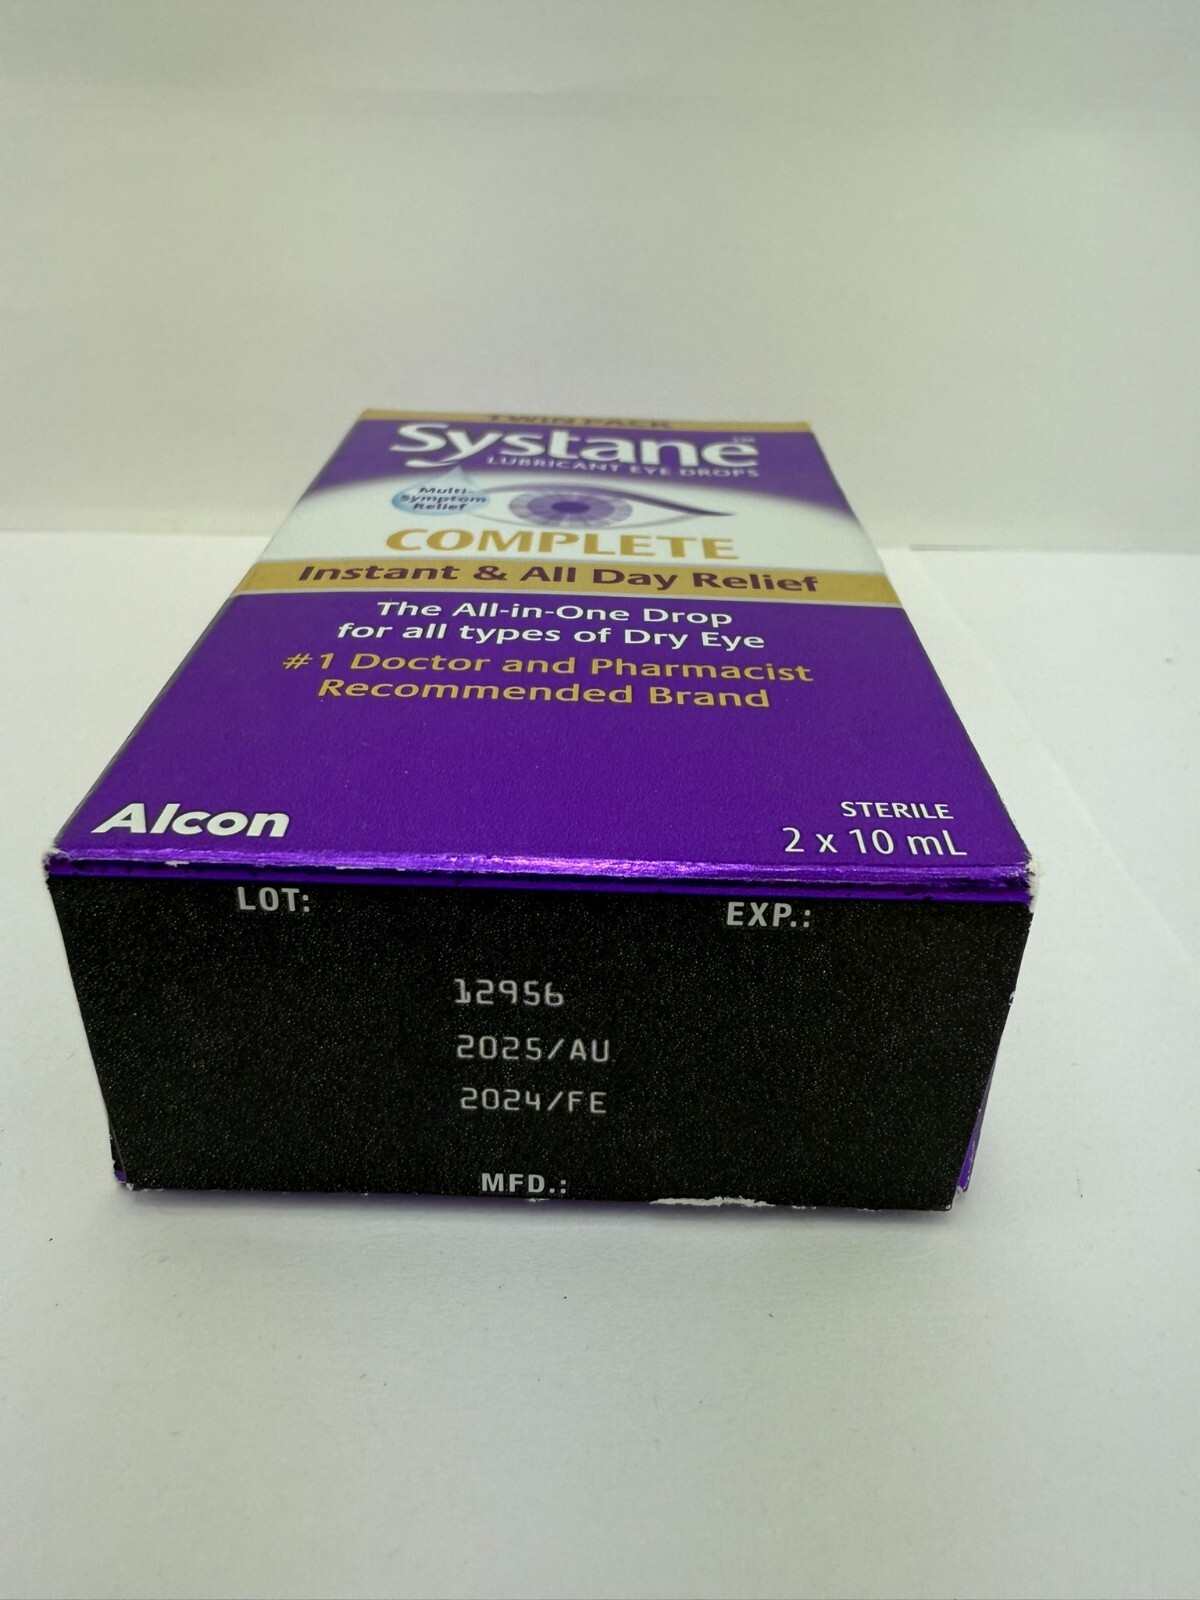 TWIN PACK
Systane™
LUBRICANT EYE DROPS
Multi-
Symptom
Relief
COMPLETE
Instant & All Day Relief
The All-in-One Drop
for all types of Dry Eye
#1 Doctor and Pharmacist
Recommended Brand
Alcon
STERILE
2 x 10 mL
LOT:
EXP.:
12956
2025/AU
2024/FE
MFD.: